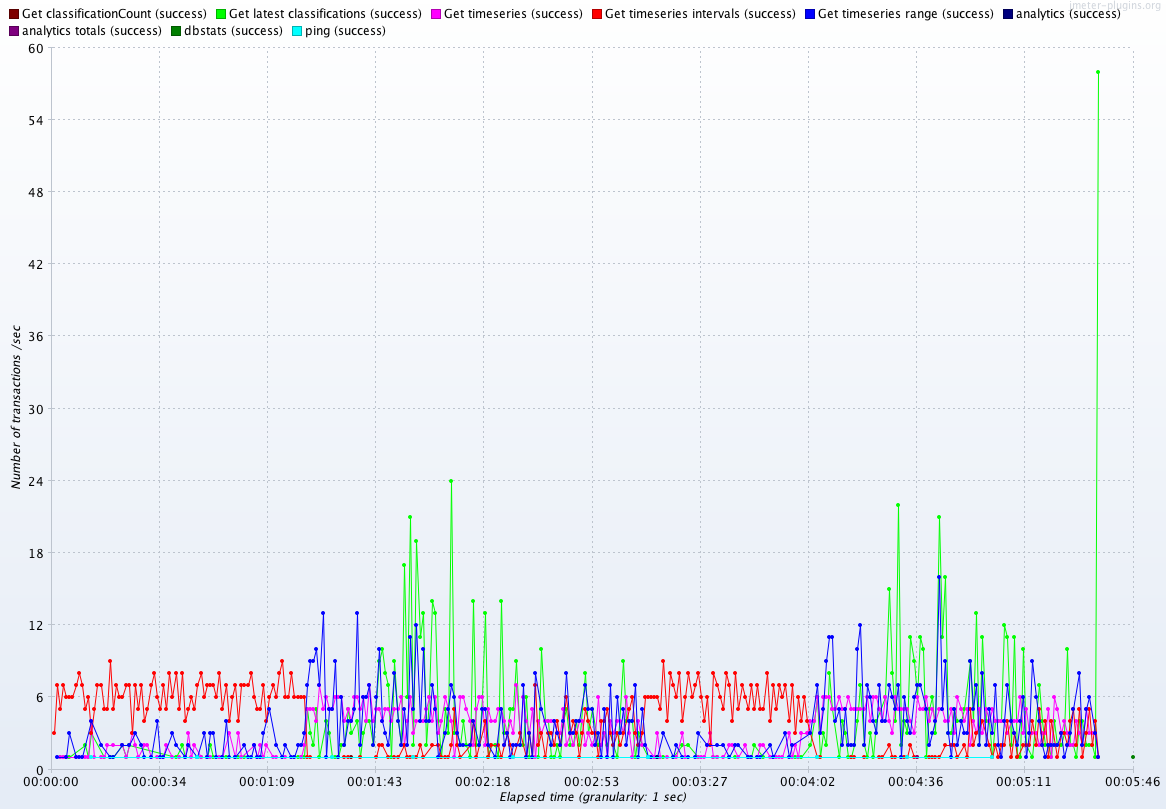 jmeter-plugins.org
Get classificationCount (success) Get latest classifications (success) Get timeseries (success) Get timeseries intervals (success) Get timeseries range (success) analytics (success)
analytics totals (success) dbstats (success) ping (success)
60
54
48
42
36
30
24
18
12
6
0
Number of transactions /sec
00:00:00 00:00:34 00:01:09 00:01:43 00:02:18 00:02:53 00:03:27 00:04:02 00:04:36 00:05:11 00:05:46
Elapsed time (granularity: 1 sec)